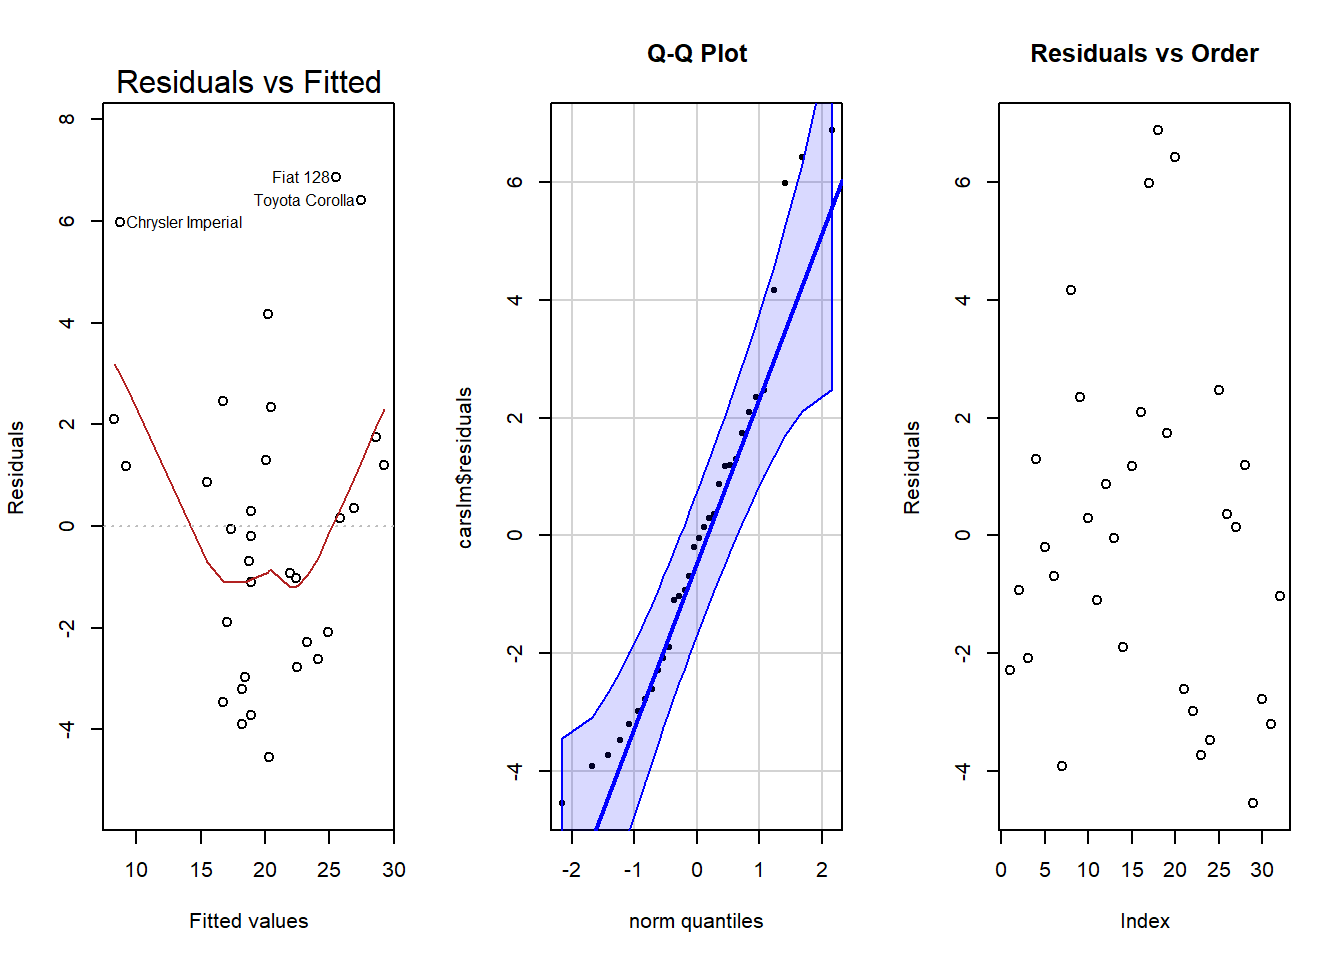 Residuals vs Fitted
8
6
4
2
0
-2
-4
Residuals
Fiat 128
Toyota Corolla
Chrysler Imperial
10 15 20 25 30
Fitted values
Q-Q Plot
6
4
2
0
-2
-4
carslm$residuals
-2 -1 0 1 2
norm quantiles
Residuals vs Order
6
4
2
0
-2
-4
Residuals
0 5 10 15 20 25 30
Index